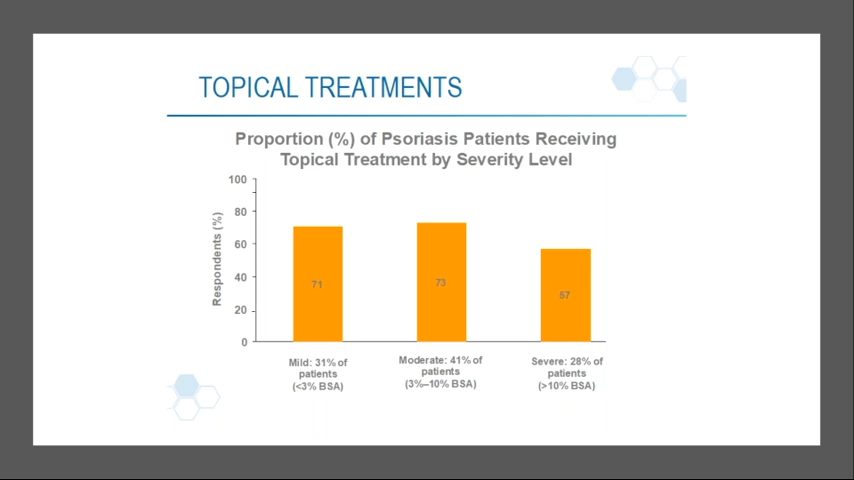 TOPICAL TREATMENTS
Proportion (%) of Psoriasis Patients Receiving
Topical Treatment by Severity Level
Respondents (%)
100
80
60
40
20
0
71
73
57
Mild: 31% of
patients
(<3% BSA)
Moderate: 41% of
patients
(3%–10% BSA)
Severe: 28% of
patients
(>10% BSA)